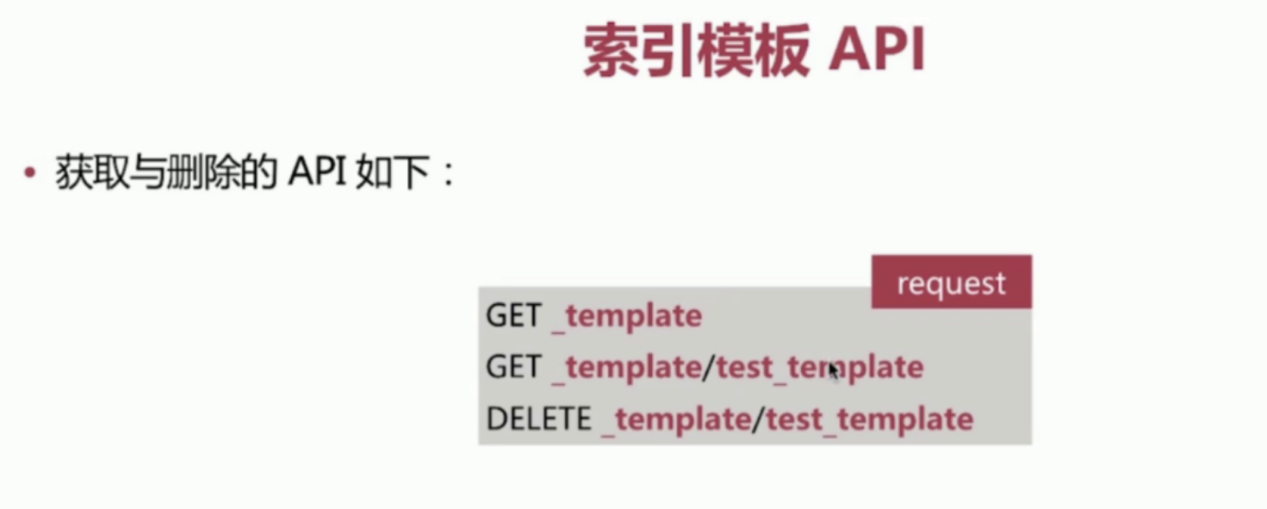 索引模板 API
• 获取与删除的 API 如下：
request
GET _template
GET _template/test_template
DELETE _template/test_template